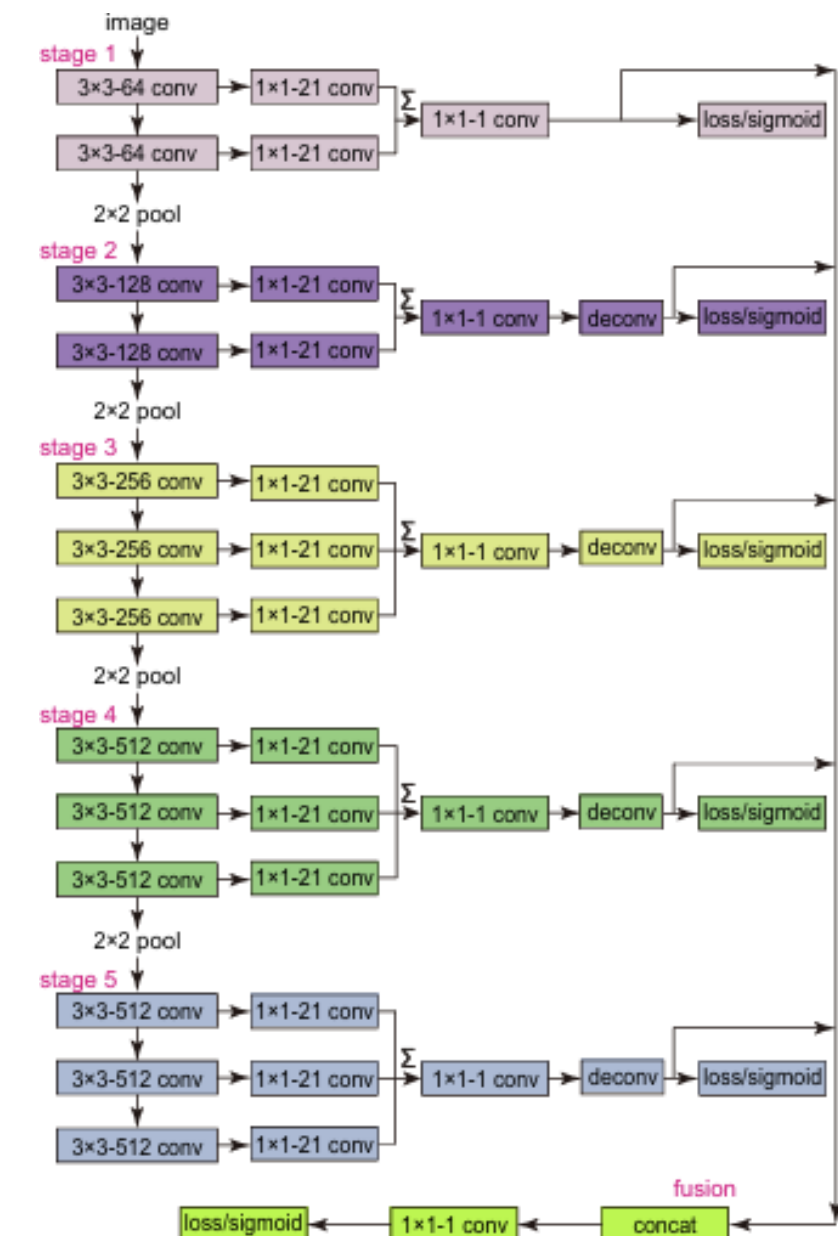 image
stage 1
3×3-64 conv 1×1-21 conv
Σ
1×1-1 conv loss/sigmoid
3×3-64 conv 1×1-21 conv
2×2 pool
stage 2
3×3-128 conv 1×1-21 conv
Σ
1×1-1 conv deconv loss/sigmoid
3×3-128 conv 1×1-21 conv
2×2 pool
stage 3
3×3-256 conv 1×1-21 conv
Σ
3×3-256 conv 1×1-21 conv 1×1-1 conv deconv loss/sigmoid
3×3-256 conv 1×1-21 conv
2×2 pool
stage 4
3×3-512 conv 1×1-21 conv
Σ
3×3-512 conv 1×1-21 conv 1×1-1 conv deconv loss/sigmoid
3×3-512 conv 1×1-21 conv
2×2 pool
stage 5
3×3-512 conv 1×1-21 conv
Σ
3×3-512 conv 1×1-21 conv 1×1-1 conv deconv loss/sigmoid
3×3-512 conv 1×1-21 conv
fusion
loss/sigmoid 1×1-1 conv concat